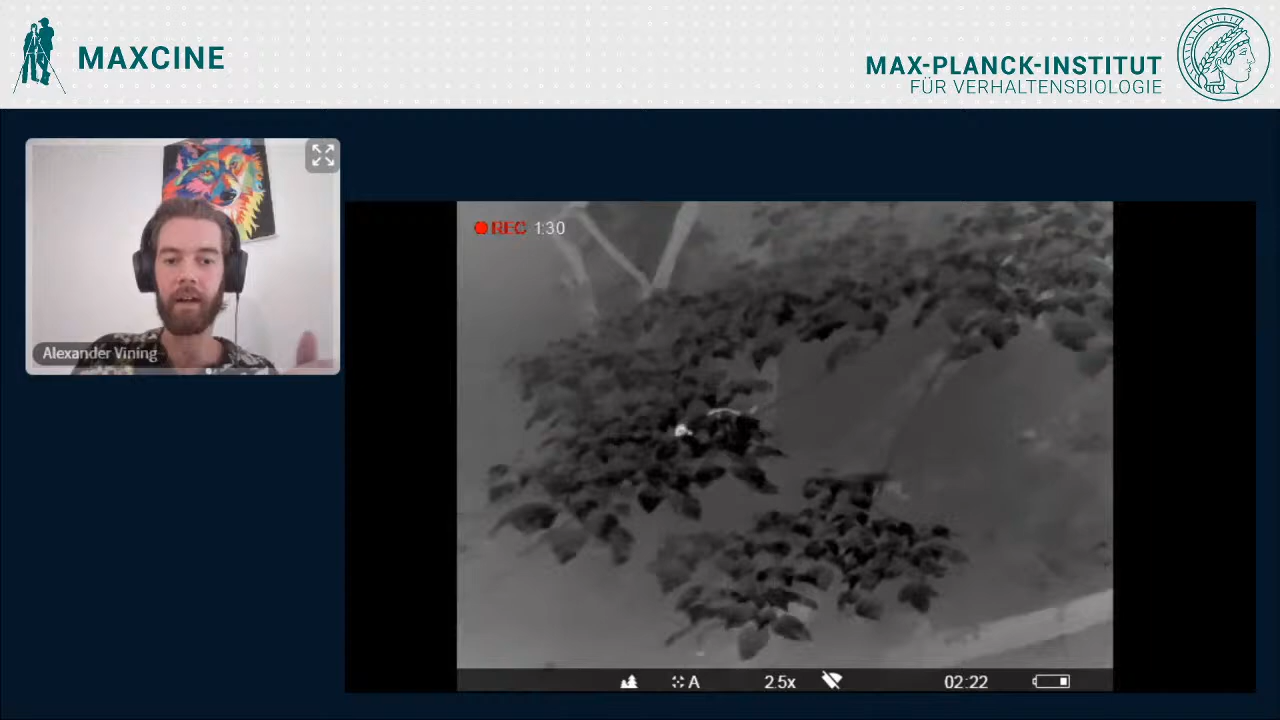 MAXCINE
MAX-PLANCK-INSTITUT
FÜR VERHALTENSBIOLOGIE
Alexander Vining
REC 1:30
A
2.5x
02:22